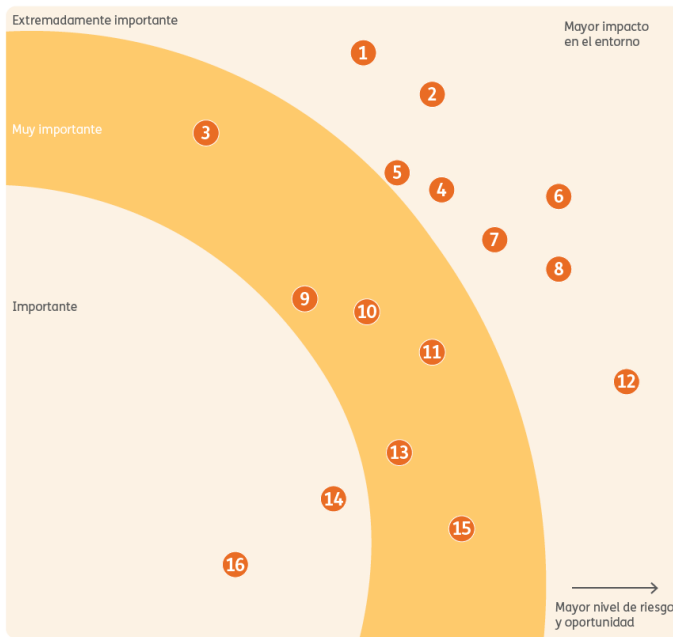 Extremadamente importante
Mayor impacto
en el entorno
1
2
Muy importante
3
5
4
6
7
8
9
10
Importante
11
12
13
14
15
16
Mayor nivel de riesgo
y oportunidad